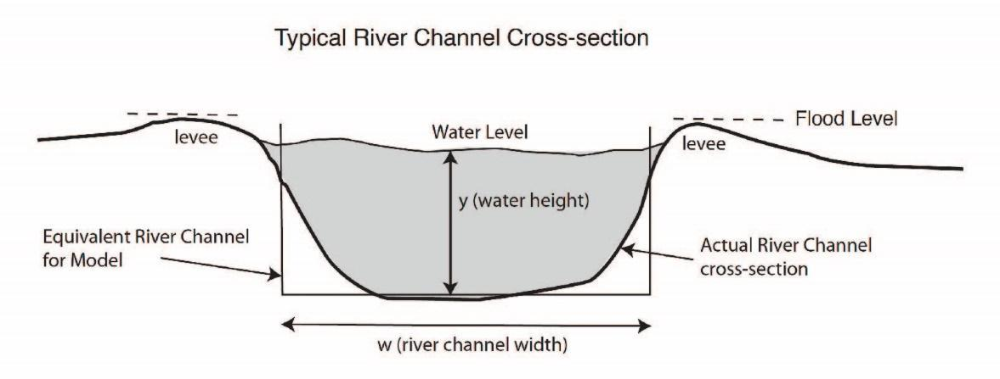 Typical River Channel Cross-section
Flood Level
levee
Water Level
levee
y (water height)
Equivalent River Channel
for Model
Actual River Channel
cross-section
w (river channel width)